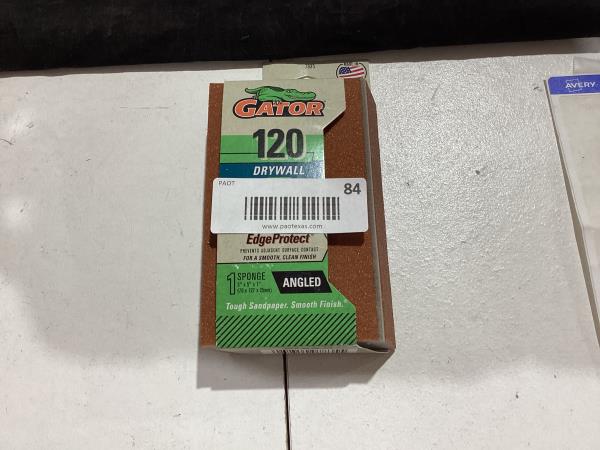 GATOR
120
DRYWALL
PAOT
84
www.paotexas.com
EdgeProtect™
PREVENTS ADJACENT SURFACE CONTACT
FOR A SMOOTH, CLEAN FINISH
1 SPONGE
ANGLED
Tough Sandpaper. Smooth Finish.
AVERY